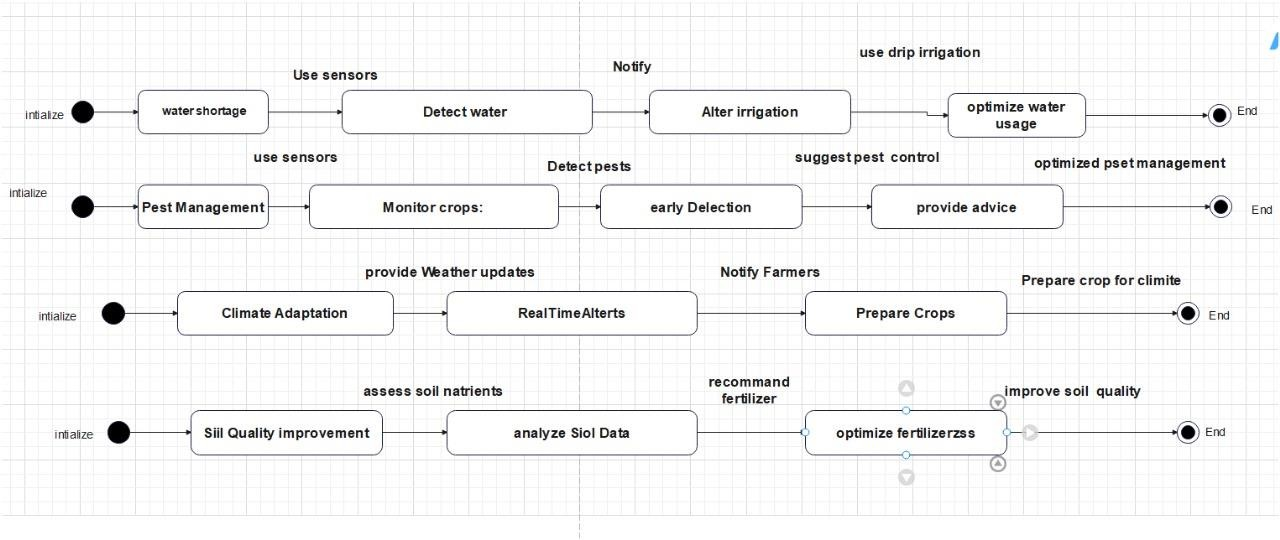 use drip irrigation
Use sensors
Notify
intialize
water shortage
Detect water
Alter irrigation
optimize water
usage
End
use sensors
Detect pests
suggest pest control
optimized pset management
intialize
Pest Management
Monitor crops:
early Delection
provide advice
End
provide Weather updates
Notify Farmers
Prepare crop for climite
intialize
Climate Adaptation
RealTimeAlterts
Prepare Crops
End
assess soil natrients
recommand
fertilizer
improve soil quality
intialize
Siil Quality improvement
analyze Siol Data
optimize fertilizerzss
End